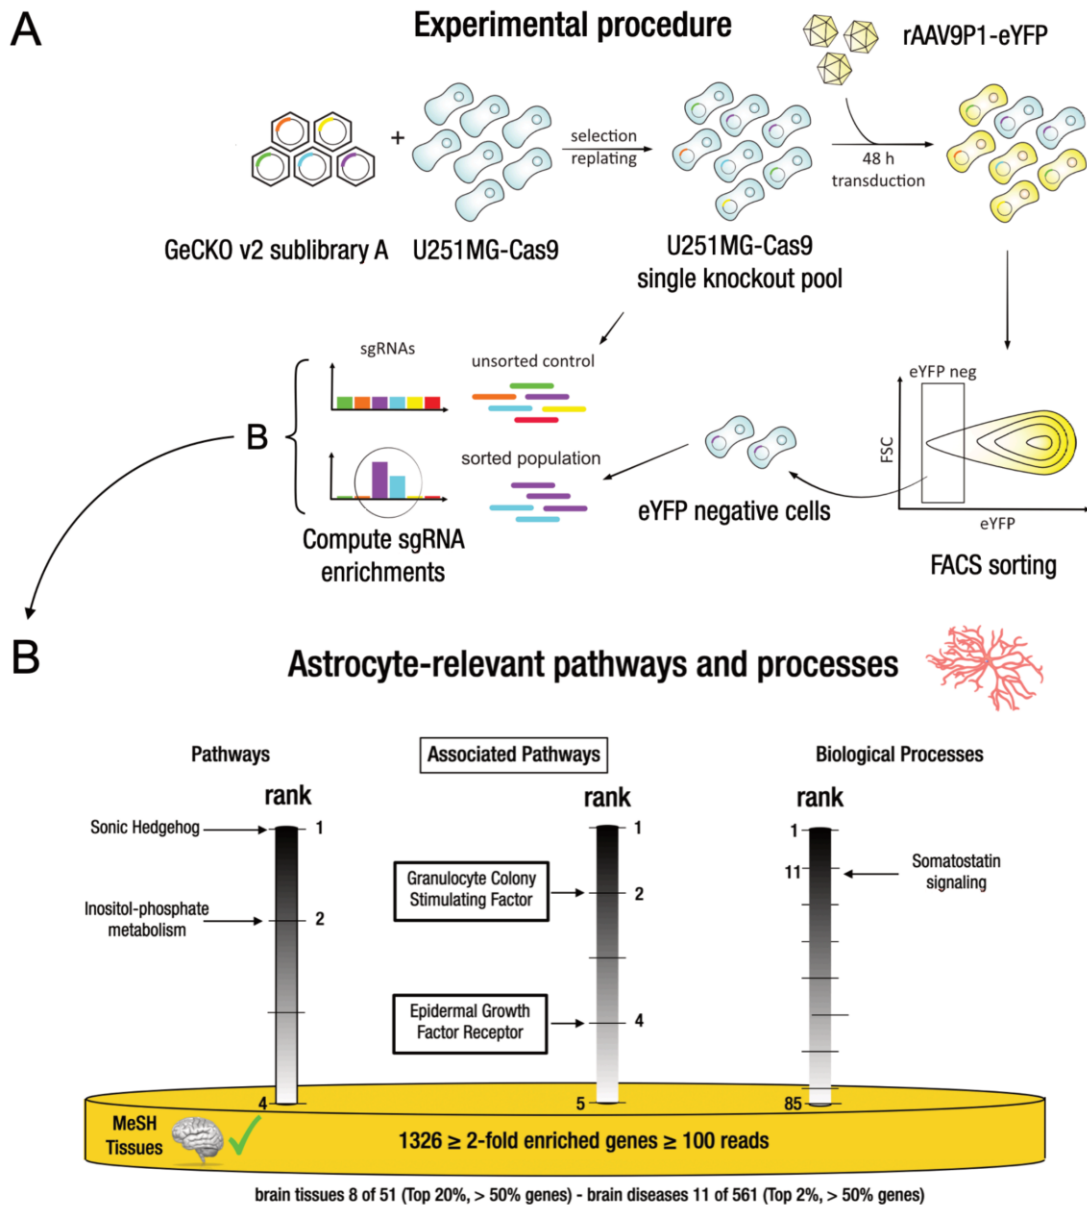 A
Experimental procedure
rAAV9P1-eYFP
+
selection
replating
48 h
transduction
GeCKO v2 sublibrary A
U251MG-Cas9
U251MG-Cas9
single knockout pool
sgRNAs
unsorted control
eYFP neg
FSC
eYFP
B
sorted population
eYFP negative cells
Compute sgRNA
enrichments
FACS sorting
B
Astrocyte-relevant pathways and processes
Pathways
Associated Pathways
Biological Processes
rank
rank
rank
Sonic Hedgehog
1
1
1
Granulocyte Colony
Stimulating Factor
2
11
Somatostatin
signaling
Inositol-phosphate
metabolism
2
Epidermal Growth
Factor Receptor
4
4
5
85
MeSH
Tissues
1326 ≥ 2-fold enriched genes ≥ 100 reads
brain tissues 8 of 51 (Top 20%, > 50% genes) - brain diseases 11 of 561 (Top 2%, > 50% genes)